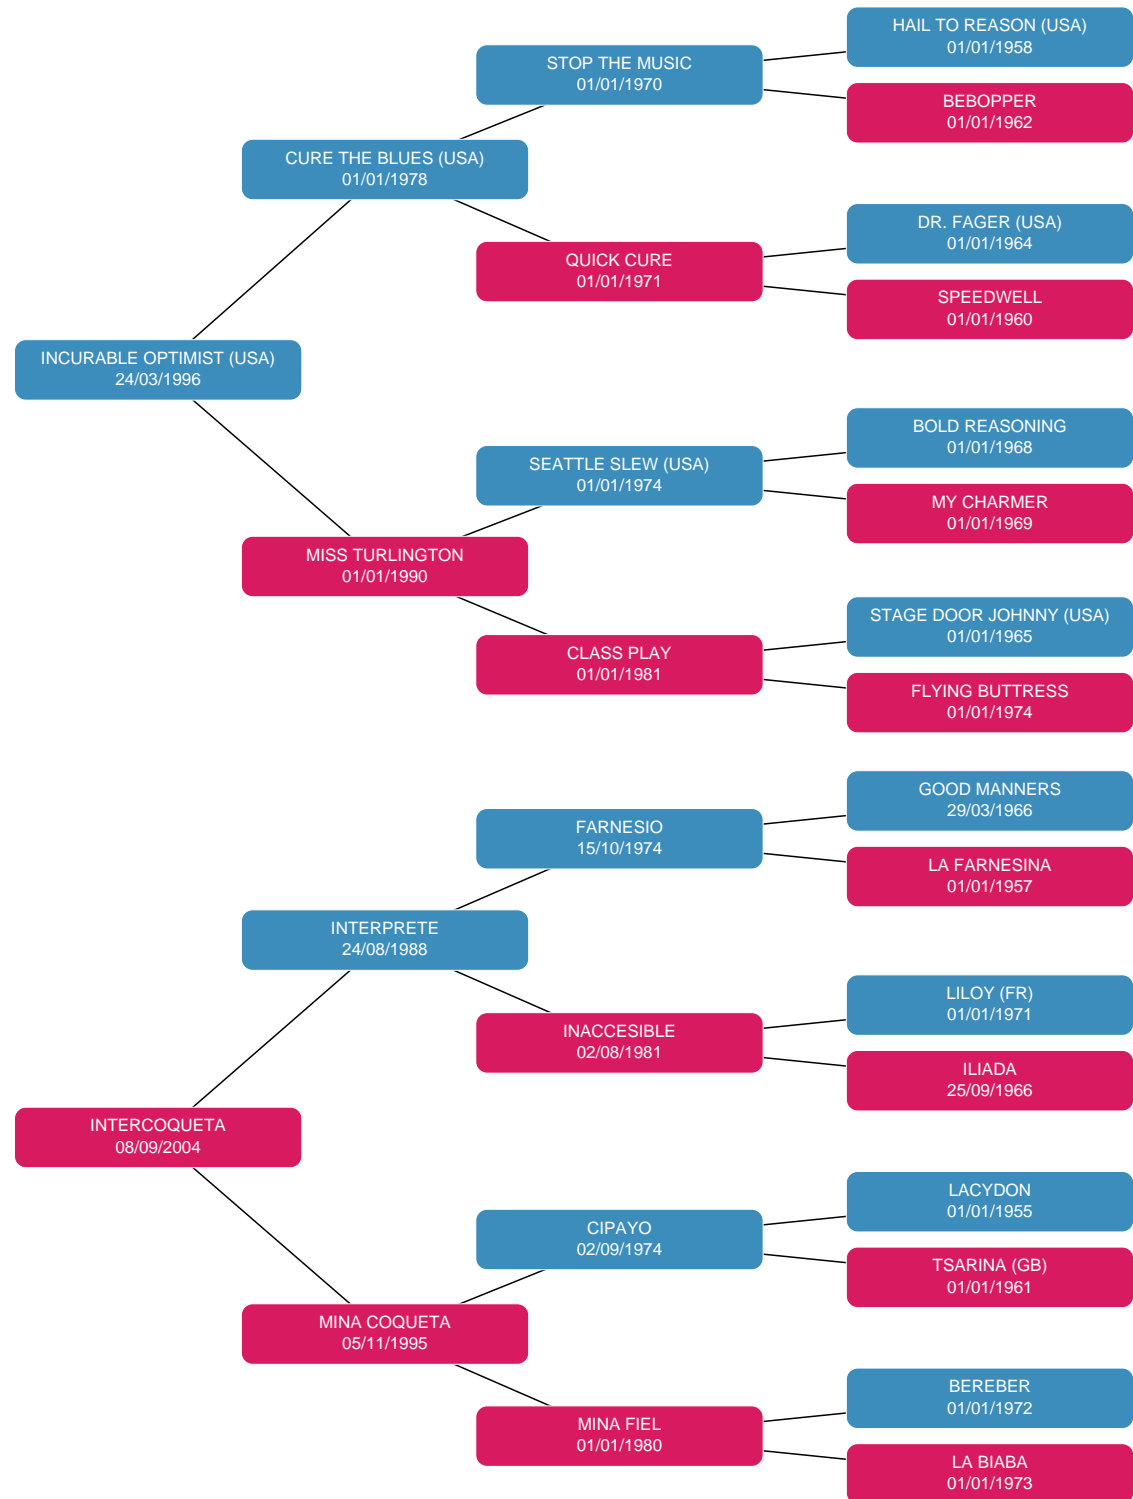 HAIL TO REASON (USA)
01/01/1958
STOP THE MUSIC
01/01/1970
BEBOPPER
01/01/1962
CURE THE BLUES (USA)
01/01/1978
DR. FAGER (USA)
01/01/1964
QUICK CURE
01/01/1971
SPEEDWELL
01/01/1960
INCURABLE OPTIMIST (USA)
24/03/1996
BOLD REASONING
01/01/1968
SEATTLE SLEW (USA)
01/01/1974
MY CHARMER
01/01/1969
MISS TURLINGTON
01/01/1990
STAGE DOOR JOHNNY (USA)
01/01/1965
CLASS PLAY
01/01/1981
FLYING BUTTRESS
01/01/1974
GOOD MANNERS
29/03/1966
FARNESIO
15/10/1974
LA FARNESINA
01/01/1957
INTERPRETE
24/08/1988
LILOY (FR)
01/01/1971
INACCESIBLE
02/08/1981
ILIADA
25/09/1966
INTERCOQUETA
08/09/2004
LACYDON
01/01/1955
CIPAYO
02/09/1974
TSARINA (GB)
01/01/1961
MINA COQUETA
05/11/1995
BEREBER
01/01/1972
MINA FIEL
01/01/1980
LA BIABA
01/01/1973